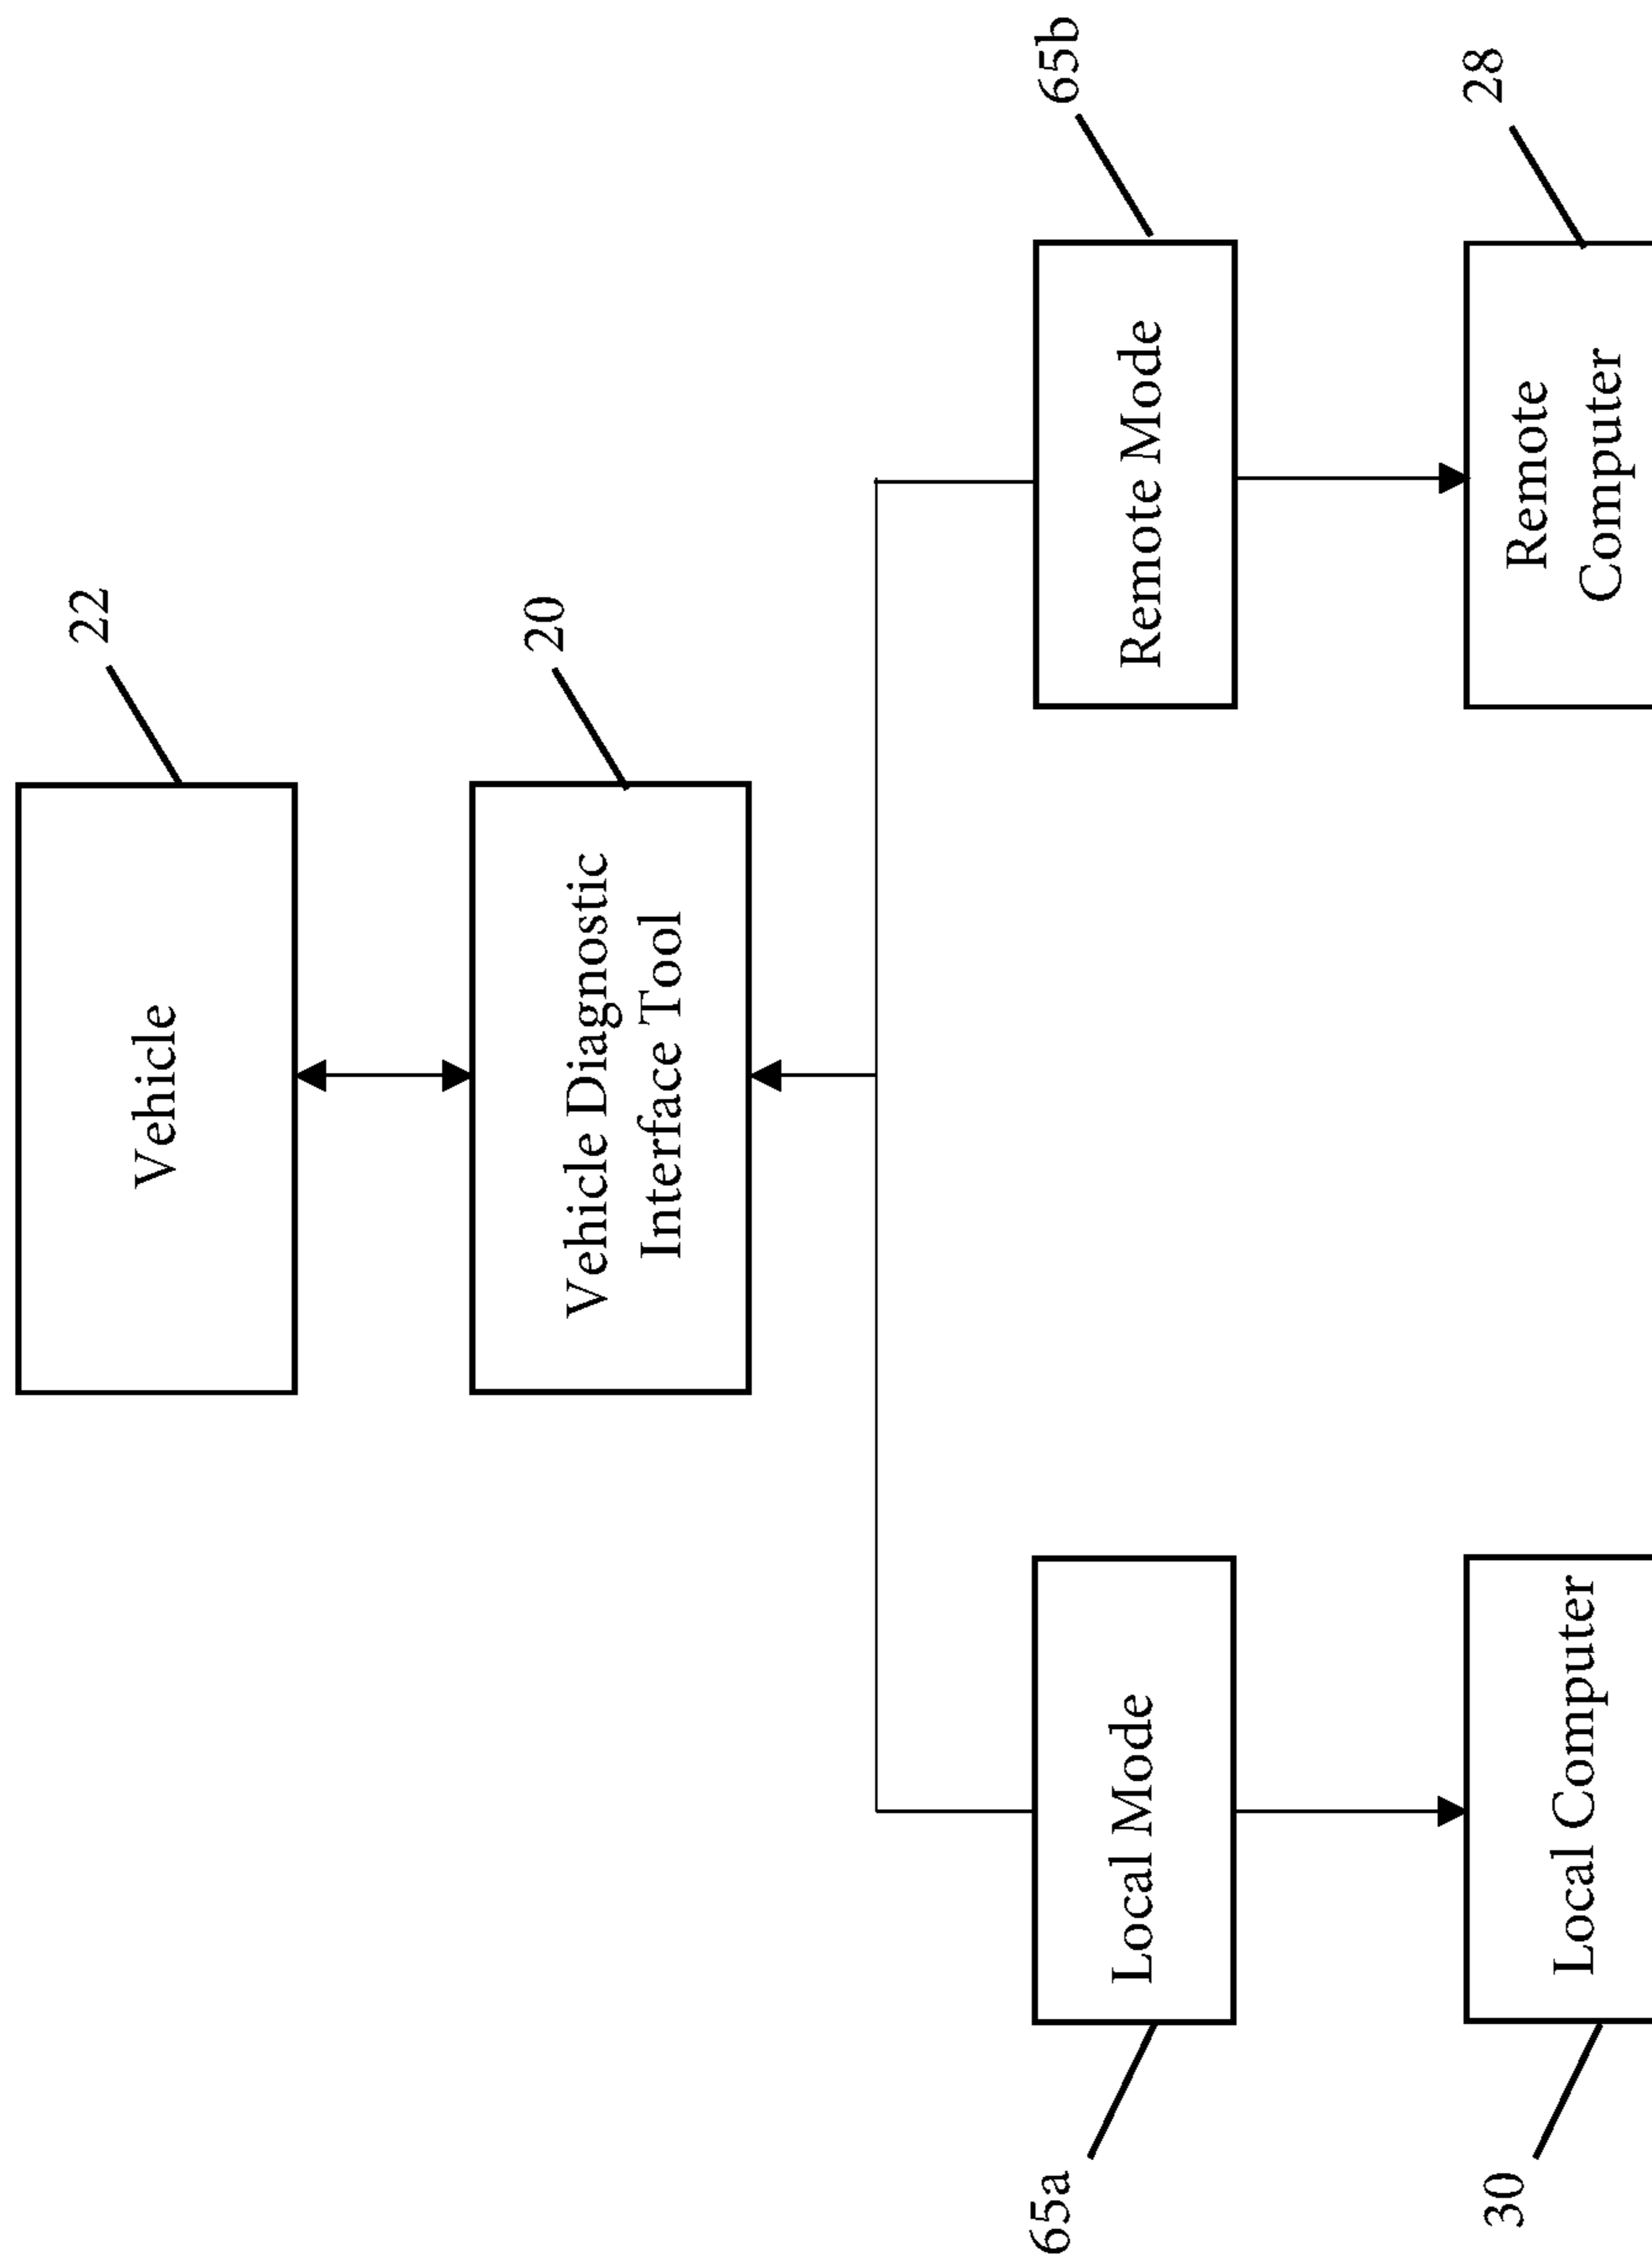 22
Vehicle
20
Vehicle Diagnostic
Interface Tool
65a
Local Mode
65b
Remote Mode
30
Local Computer
28
Remote
Computer